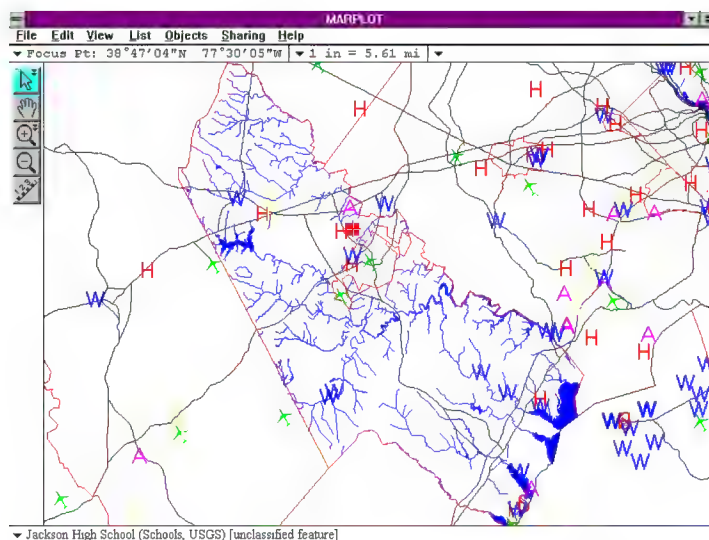 MARPLOT
File Edit View List Objects Sharing Help
Focus Pt: 38°47'04"N 77°30'05"W 1 in = 5.61 mi
Jackson High School (Schools, USGS) [unclassified feature]